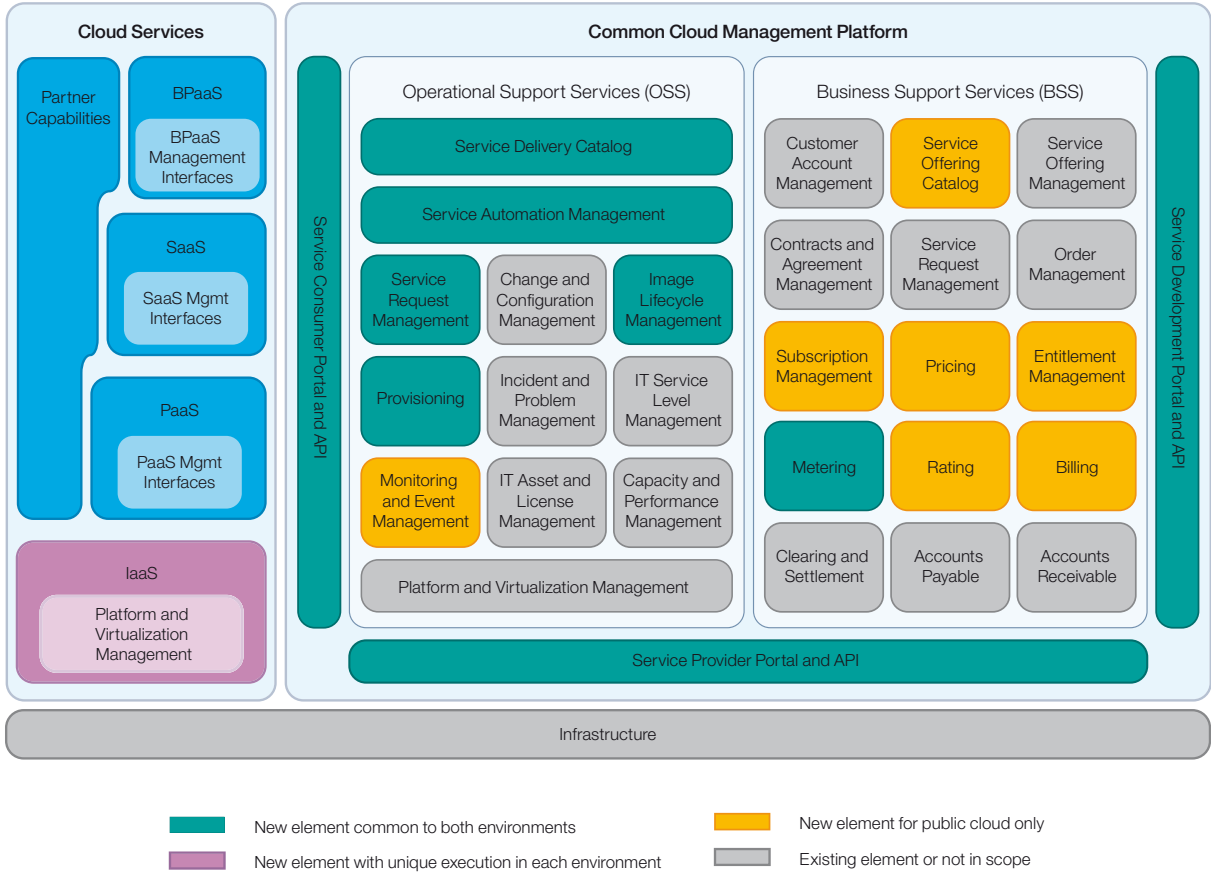 Cloud Services
Partner
Capabilities
BPaaS
BPaaS
Management
Interfaces
SaaS
SaaS Mgmt
Interfaces
PaaS
PaaS Mgmt
Interfaces
IaaS
Platform and
Virtualization
Management
Common Cloud Management Platform
Service Consumer Portal and API
Operational Support Services (OSS)
Service Delivery Catalog
Service Automation Management
Service
Request
Management
Change and
Configuration
Management
Image
Lifecycle
Management
Provisioning
Incident and
Problem
Management
IT Service
Level
Management
Monitoring
and Event
Management
IT Asset and
License
Management
Capacity and
Performance
Management
Platform and Virtualization Management
Business Support Services (BSS)
Customer
Account
Management
Service
Offering
Catalog
Service
Offering
Management
Contracts and
Agreement
Management
Service
Request
Management
Order
Management
Subscription
Management
Pricing
Entitlement
Management
Metering
Rating
Billing
Clearing and
Settlement
Accounts
Payable
Accounts
Receivable
Service Development Portal and API
Service Provider Portal and API
Infrastructure
New element common to both environments
New element with unique execution in each environment
New element for public cloud only
Existing element or not in scope